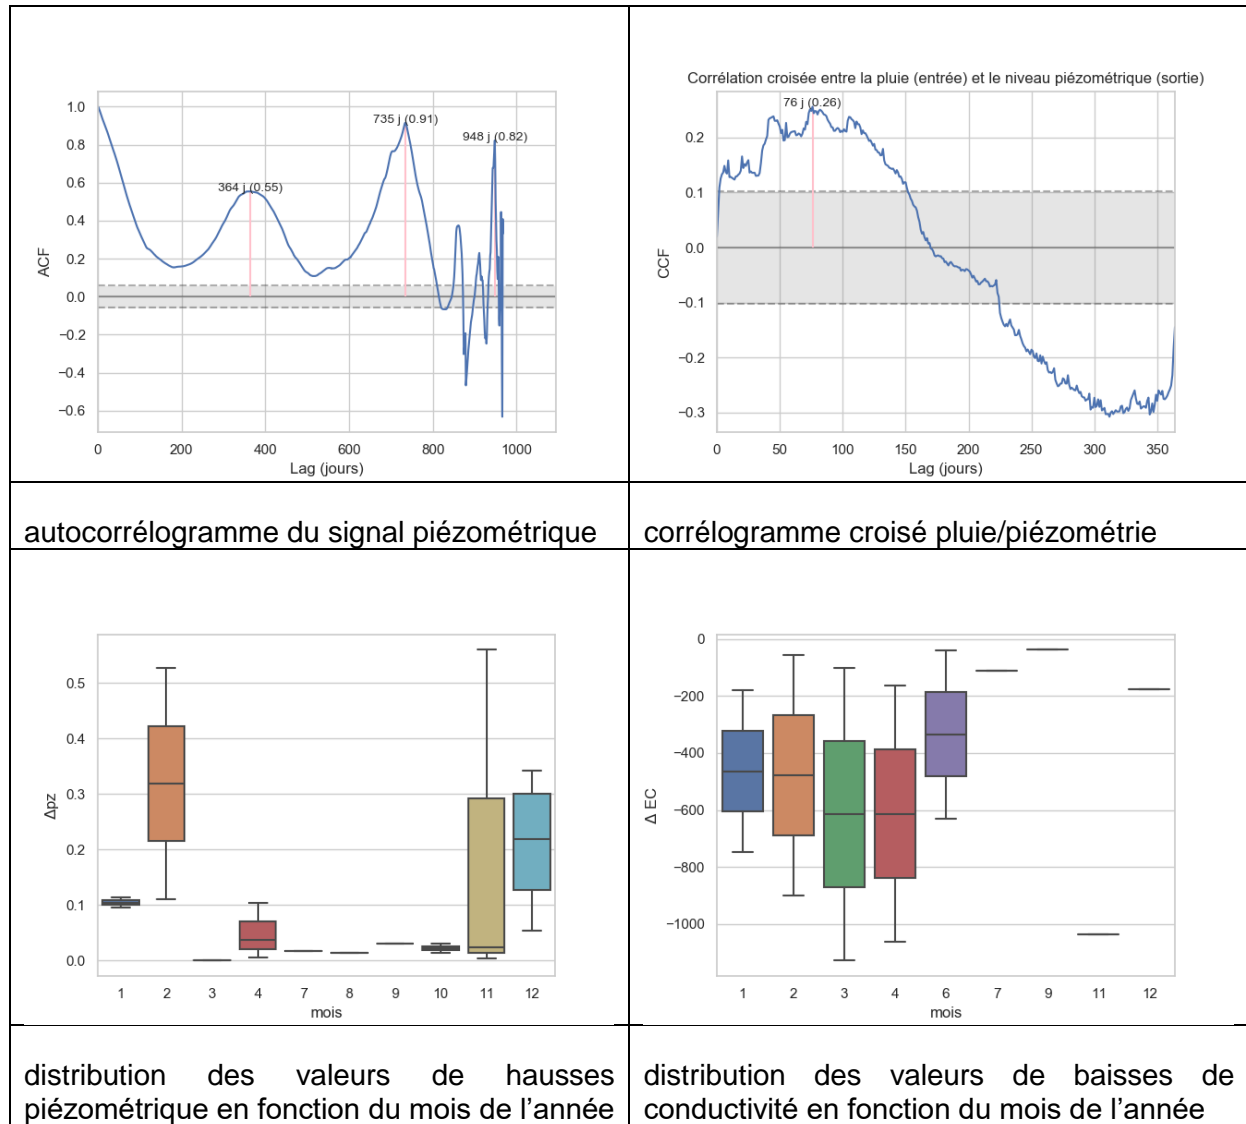 1.0
0.8
0.6
0.4
0.2
0.0
−0.2
−0.4
−0.6
ACF
364 j (0.55)
735 j (0.91)
948 j (0.82)
0 200 400 600 800 1000
Lag (jours)
Corrélation croisée entre la pluie (entrée) et le niveau piézométrique (sortie)
76 j (0.26)
0.2
0.1
0.0
−0.1
−0.2
−0.3
CCF
0 50 100 150 200 250 300 350
Lag (jours)
autocorrélogramme du signal piézométrique
corrélogramme croisé pluie/piézométrie
0.5
0.4
0.3
0.2
0.1
0.0
Δpz
1 2 3 4 7 8 9 10 11 12
mois
0
−200
−400
−600
−800
−1000
Δ EC
1 2 3 4 6 7 9 11 12
mois
distribution des valeurs de hausses
piézométrique en fonction du mois de l'année
distribution des valeurs de baisses de
conductivité en fonction du mois de l'année